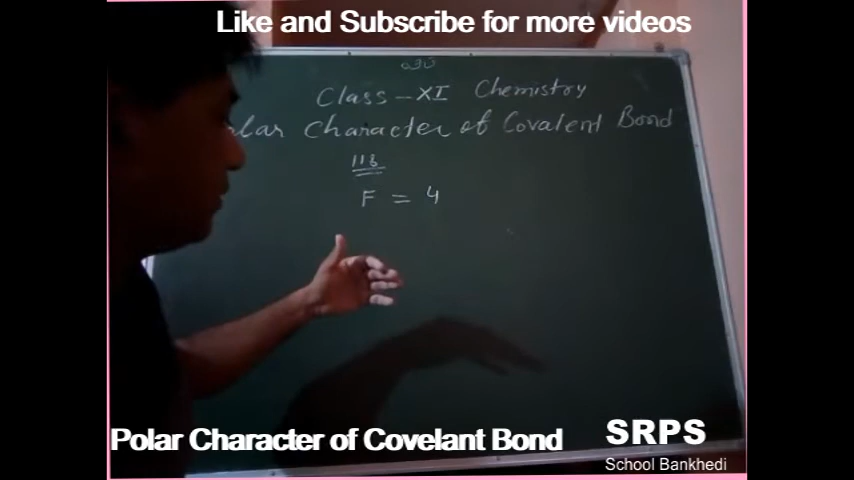 Like and Subscribe for more videos
Class - XI Chemistry
Character of Covalent Bond
118
F = 4
Polar Character of Covelant Bond
SRPS
School Bankhedi